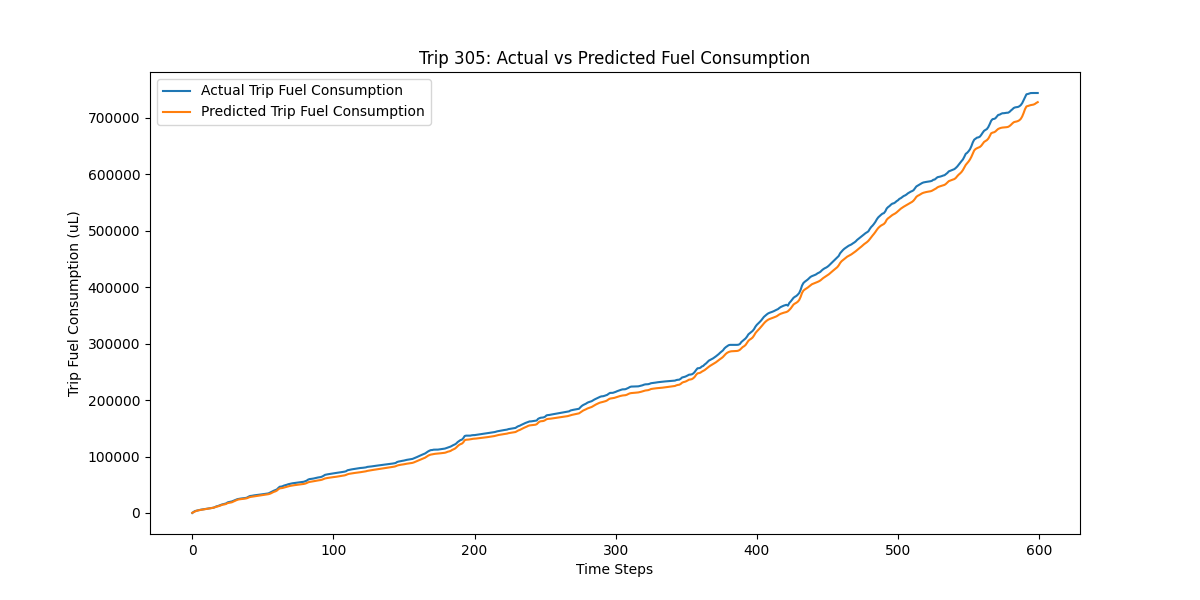 Trip 305: Actual vs Predicted Fuel Consumption
Actual Trip Fuel Consumption
Predicted Trip Fuel Consumption
Trip Fuel Consumption (uL)
700000
600000
500000
400000
300000
200000
100000
0
0 100 200 300 400 500 600
Time Steps